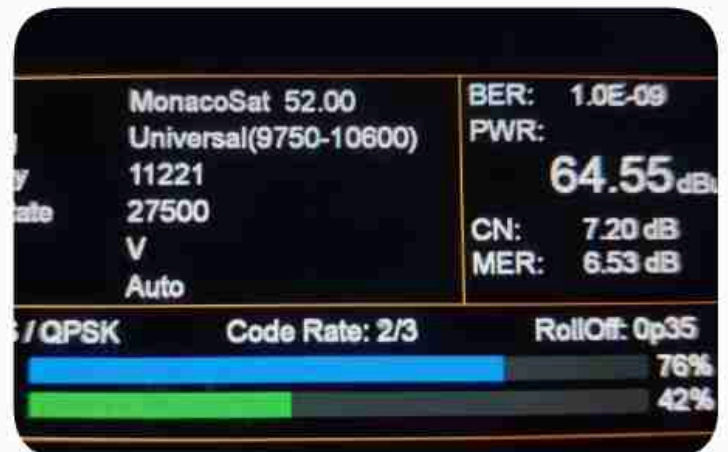 MonacoSat 52.00
Universal(9750-10600)
11221
27500
V
Auto
BER: 1.0E-09
PWR:
64.55
CN: 7.20 dB
MER: 6.53 dB
/ QPSK Code Rate: 2/3 RollOff: 0p35
76%
42%